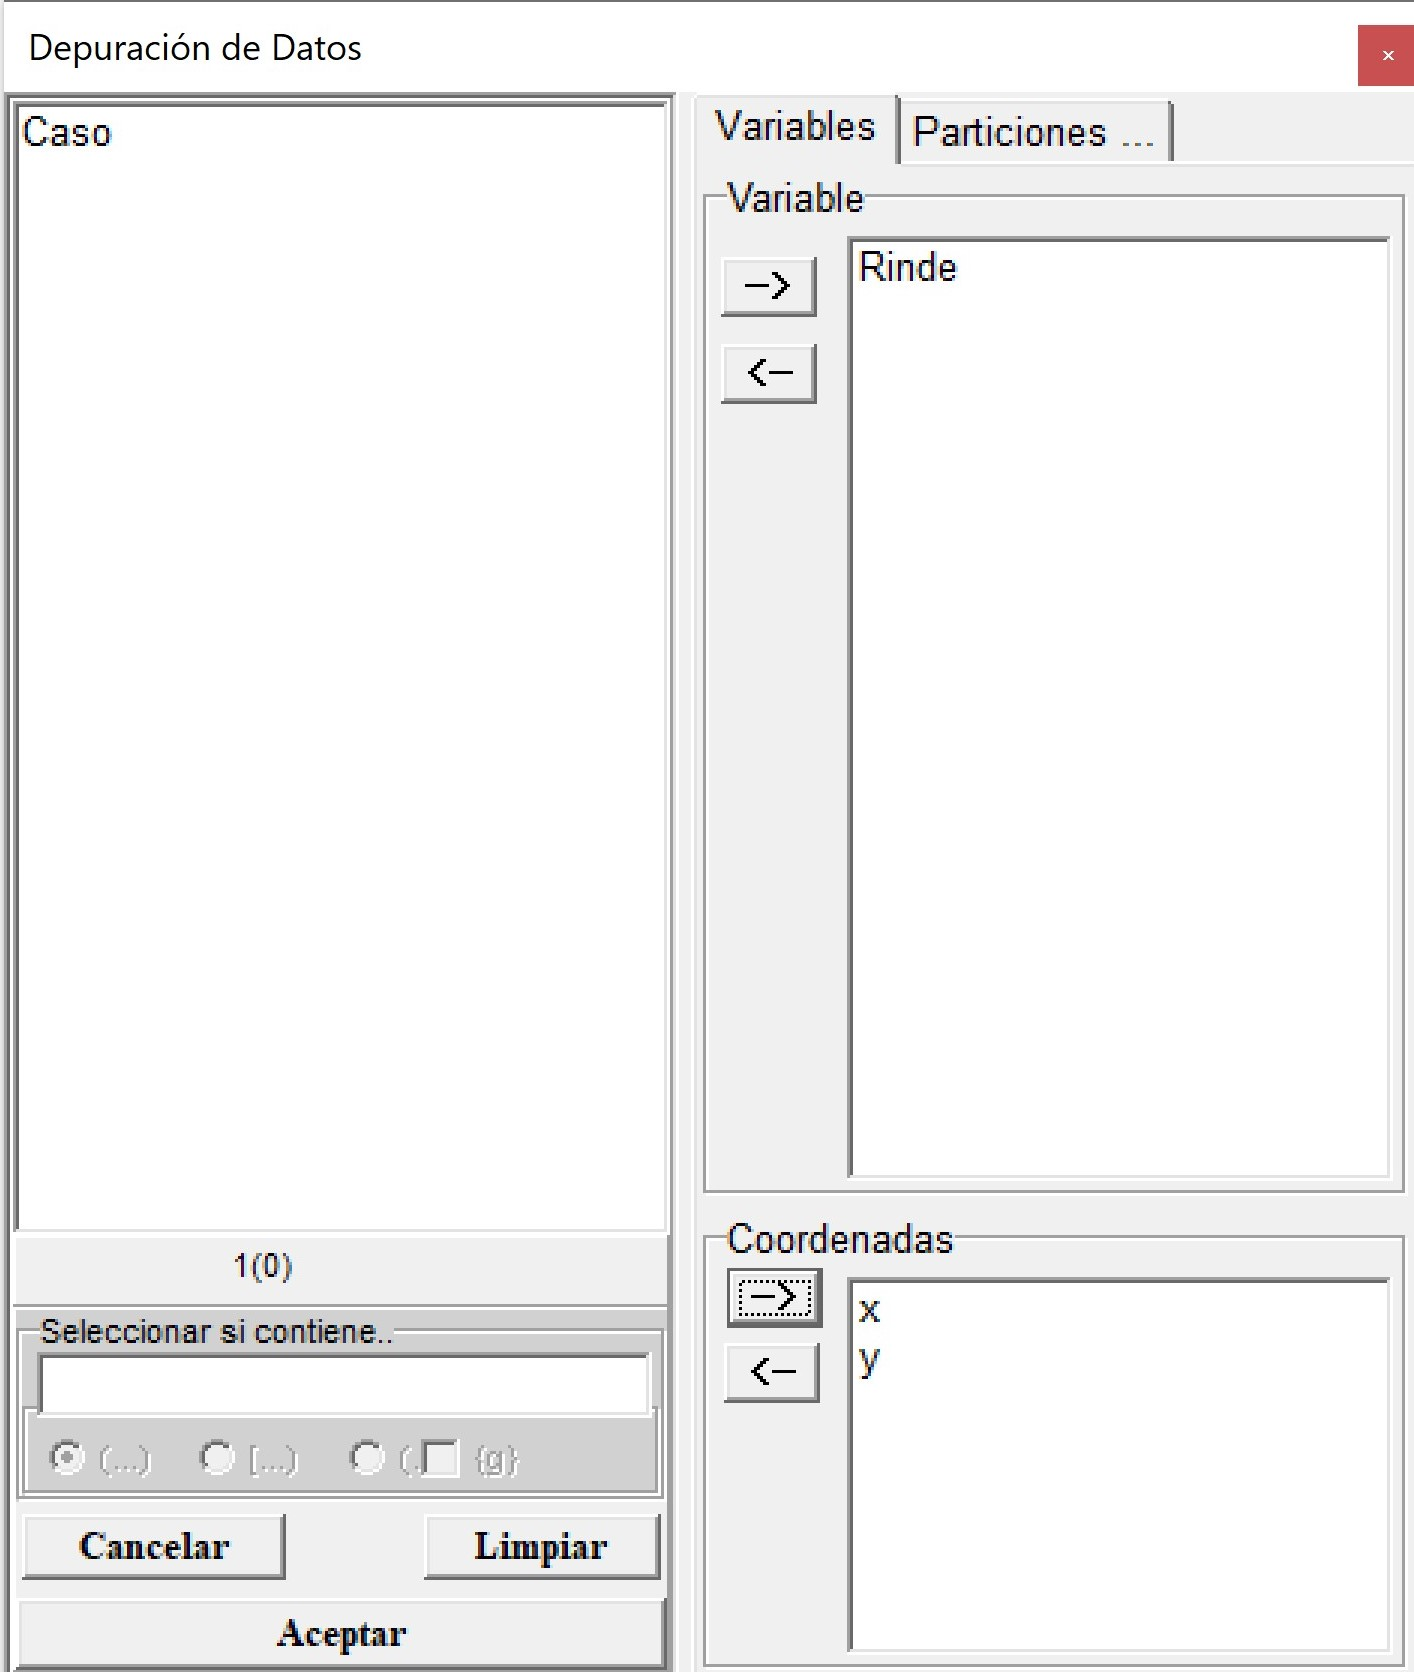 Depuración de Datos
x
Caso
Variables
Particiones ...
Variable
-->
<--
Rinde
1(0)
Seleccionar si contiene..
(...)
[...)
(.
{g}
Cancelar
Limpiar
Aceptar
Coordenadas
-->
<--
x
y